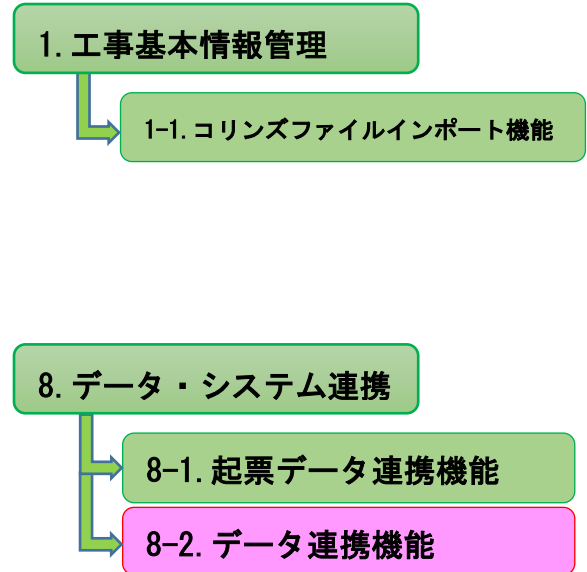 1.工事基本情報管理
1-1.コリンズファイルインポート機能
8.データ・システム連携
8-1.起票データ連携機能
8-2.データ連携機能